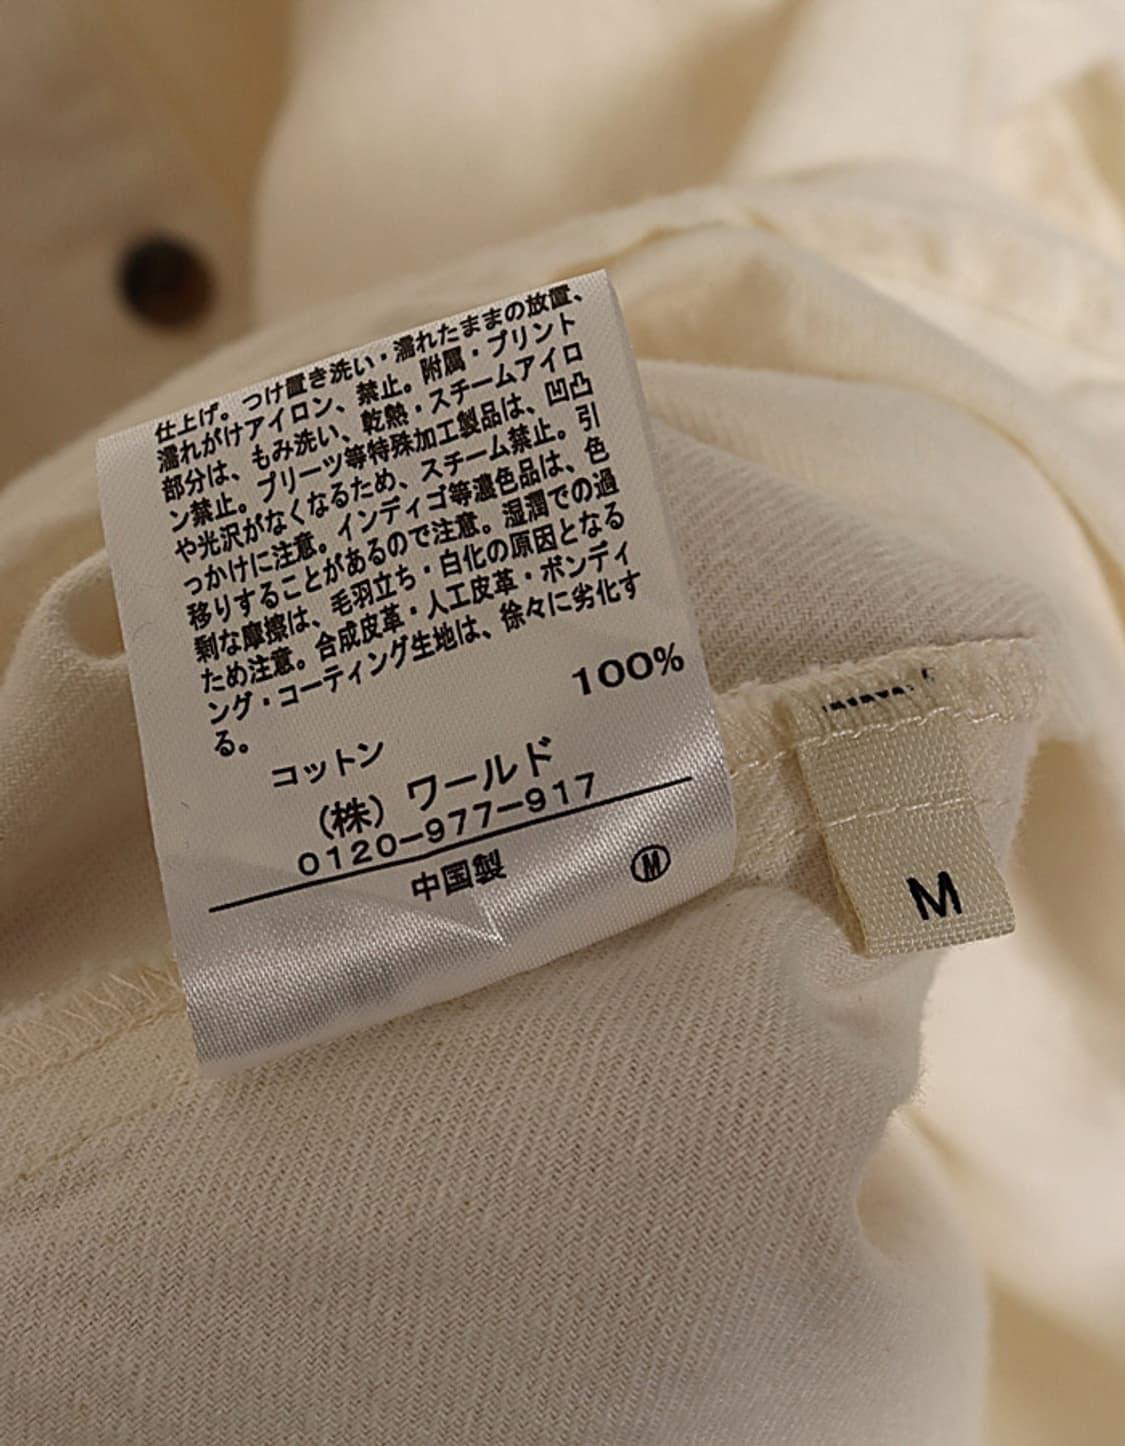 仕上げ。つけ置き洗い・濡れたままの放置、
濡れがけアイロン、禁止。附属・プリント
部分は、もみ洗い、乾熱・スチームアイロ
ン禁止。プリーツ等特殊加工製品は、凹凸
や光沢がなくなるため、スチーム禁止。引
っかけに注意。インディゴ等濃色品は、色
移りすることがあるので注意。湿潤での過
剰な摩擦は、毛羽立ち・白化の原因となる
ため注意。合成皮革・人工皮革・ボンディ
ング・コーティング生地は、徐々に劣化す
る。
コットン 100%
(株) ワールド
0120-977-917
中国製 Ⓜ
M